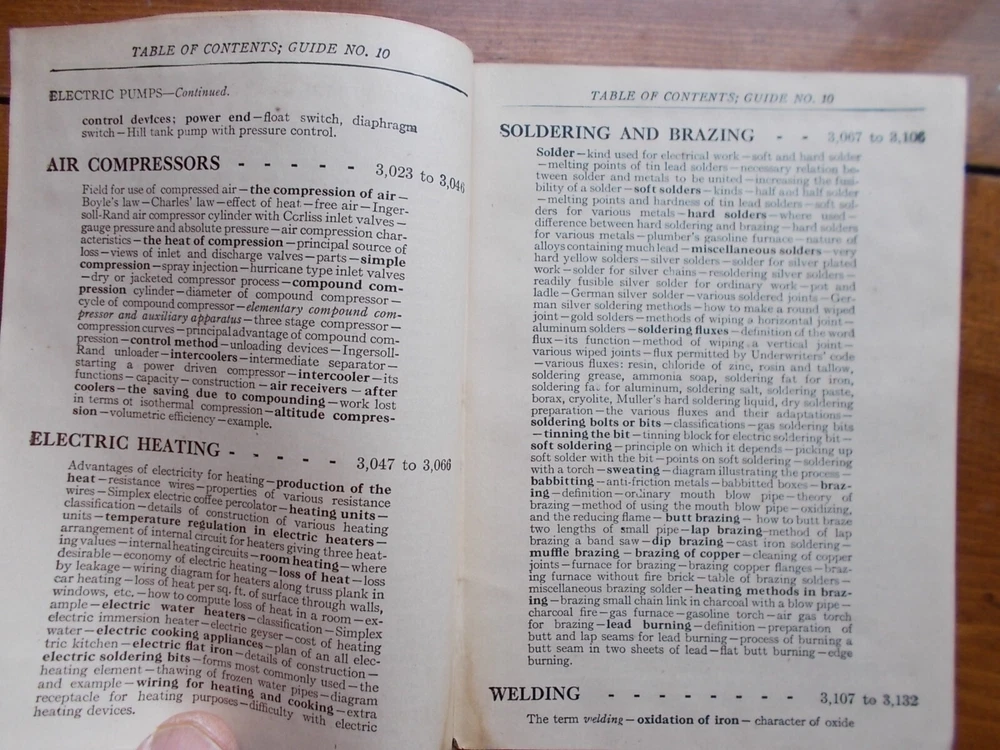 TABLE OF CONTENTS; GUIDE NO. 10
ELECTRIC PUMPS—Continued.
control devices; power end—float switch, diaphragm
switch—Hill tank pump with pressure control.
AIR COMPRESSORS - - - - - 3,023 to 3,046
Field for use of compressed air—the compression of air—
Boyle's law—Charles' law—effect of heat—free air—Inger-
soll-Rand air compressor cylinder with Ccrliss inlet valves—
gauge pressure and absolute pressure—air compression char-
acteristics—the heat of compression—principal source of
loss—views of inlet and discharge valves—parts—simple
compression—spray injection—hurricane type inlet valves
—dry or jacketed compressor process—compound com-
pression cylinder—diameter of compound compressor—
cycle of compound compressor—elementary compound com-
pressor and auxiliary apparatus—three stage compressor—
compression curves—principal advantage of compound com-
pression—control method—unloading devices—Ingersoll-
Rand unloader—intercoolers—intermediate separator—
starting a power driven compressor—intercooler—its
functions—capacity—construction—air receivers—after
coolers—the saving due to compounding—work lost
in terms of isothermal compression—altitude compres-
sion—volumetric efficiency—example.
ELECTRIC HEATING - - - - - 3,047 to 3,066
Advantages of electricity for heating—production of the
heat—resistance wires—properties of various resistance
wires—Simplex electric coffee percolator—heating units—
classification—details of construction of various heating
units—temperature regulation in electric heaters—
arrangement of internal circuit for heaters giving three heat-
ing values—internal heating circuits—room heating—where
desirable—economy of electric heating—loss of heat—loss
by leakage—wiring diagram for heaters along truss plank in
car heating—loss of heat per sq. ft. of surface through walls,
windows, etc.—how to compute loss of heat in a room—ex-
ample—electric water heaters—classification—Simplex
electric immersion heater—electric geyser—cost of heating
water—electric cooking appliances—plan of an all elec-
tric kitchen—electric flat iron—details of construction—
electric soldering bits—forms most commonly used—the
heating element—thawing of frozen water pipes—diagram
and example—wiring for heating and cooking—extra
receptacle for heating purposes—difficulty with electric
heating devices.
TABLE OF CONTENTS; GUIDE NO. 10
SOLDERING AND BRAZING - - 3,067 to 3,106
Solder—kind used for electrical work—soft and hard solder
—melting points of tin lead solders—necessary relation be-
tween solder and metals to be united—increasing the fusi-
bility of a solder—soft solders—kinds—half and half solder
—melting points and hardness of tin lead solders—soft sol-
ders for various metals—hard solders—where used—
difference between hard soldering and brazing—hard solders
for various metals—plumber's gasoline furnace—nature of
alloys containing much lead—miscellaneous solders—very
hard yellow solders—silver solders—solder for silver plated
work—solder for silver chains—resoldering silver solders—
readily fusible silver solder for ordinary work—pot and
ladle—German silver solder—various soldered joints—Ger-
man silver soldering methods—how to make a round wiped
joint—gold solders—methods of wiping a horizontal joint—
aluminum solders—soldering fluxes—definition of the word
flux—its function—method of wiping a vertical joint—
various wiped joints—flux permitted by Underwriters' code
—various fluxes: resin, chloride of zinc, rosin and tallow,
soldering grease, ammonia soap, soldering fat for iron,
soldering fat for aluminum, soldering salt, soldering paste,
borax, cryolite, Muller's hard soldering liquid, dry soldering
preparation—the various fluxes and their adaptations—
soldering bolts or bits—classifications—gas soldering bits
—tinning the bit—tinning block for electric soldering bit—
soft soldering—principle on which it depends—picking up
soft solder with the bit—points on soft soldering—soldering
with a torch—sweating—diagram illustrating the process—
babbitting—anti-friction metals—babbitted boxes—braz-
ing—definition—ordinary mouth blow pipe—theory of
brazing—method of using the mouth blow pipe—oxidizing,
and the reducing flame—butt brazing—how to butt braze
two lengths of small pipe—lap brazing—method of lap
brazing a band saw—dip brazing—cast iron soldering—
muffle brazing—brazing of copper—cleaning of copper
joints—furnace for brazing—brazing copper flanges—braz-
ing furnace without fire brick—table of brazing solders—
miscellaneous brazing solder—heating methods in braz-
ing—brazing small chain link in charcoal with a blow pipe—
charcoal fire—gas furnace—gasoline torch—air gas torch
for brazing—lead burning—definition—preparation of
butt and lap seams for lead burning—process of burning a
butt seam in two sheets of lead—flat butt burning—edge
burning.
WELDING - - - - - - - - 3,107 to 3,132
The term welding—oxidation of iron—character of oxide